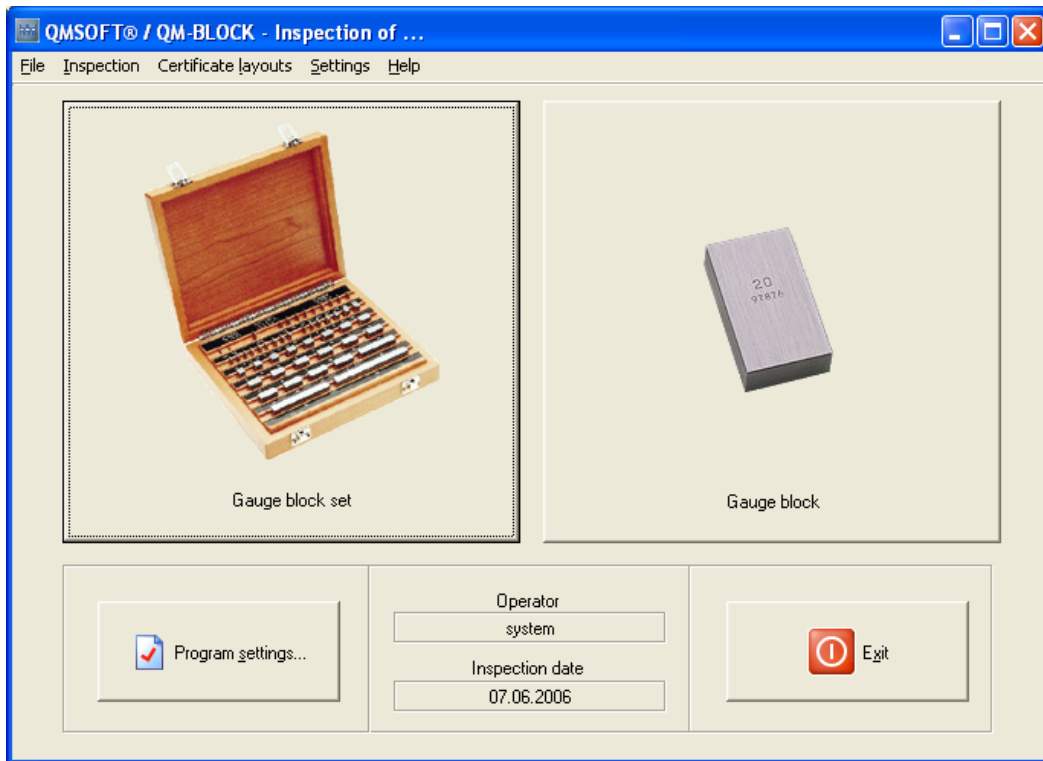 QMSOFT® / QM-BLOCK - Inspection of ...
File Inspection Certificate layouts Settings Help
20
97876
Gauge block set
Gauge block
Program settings...
Operator
system
Inspection date
07.06.2006
Exit